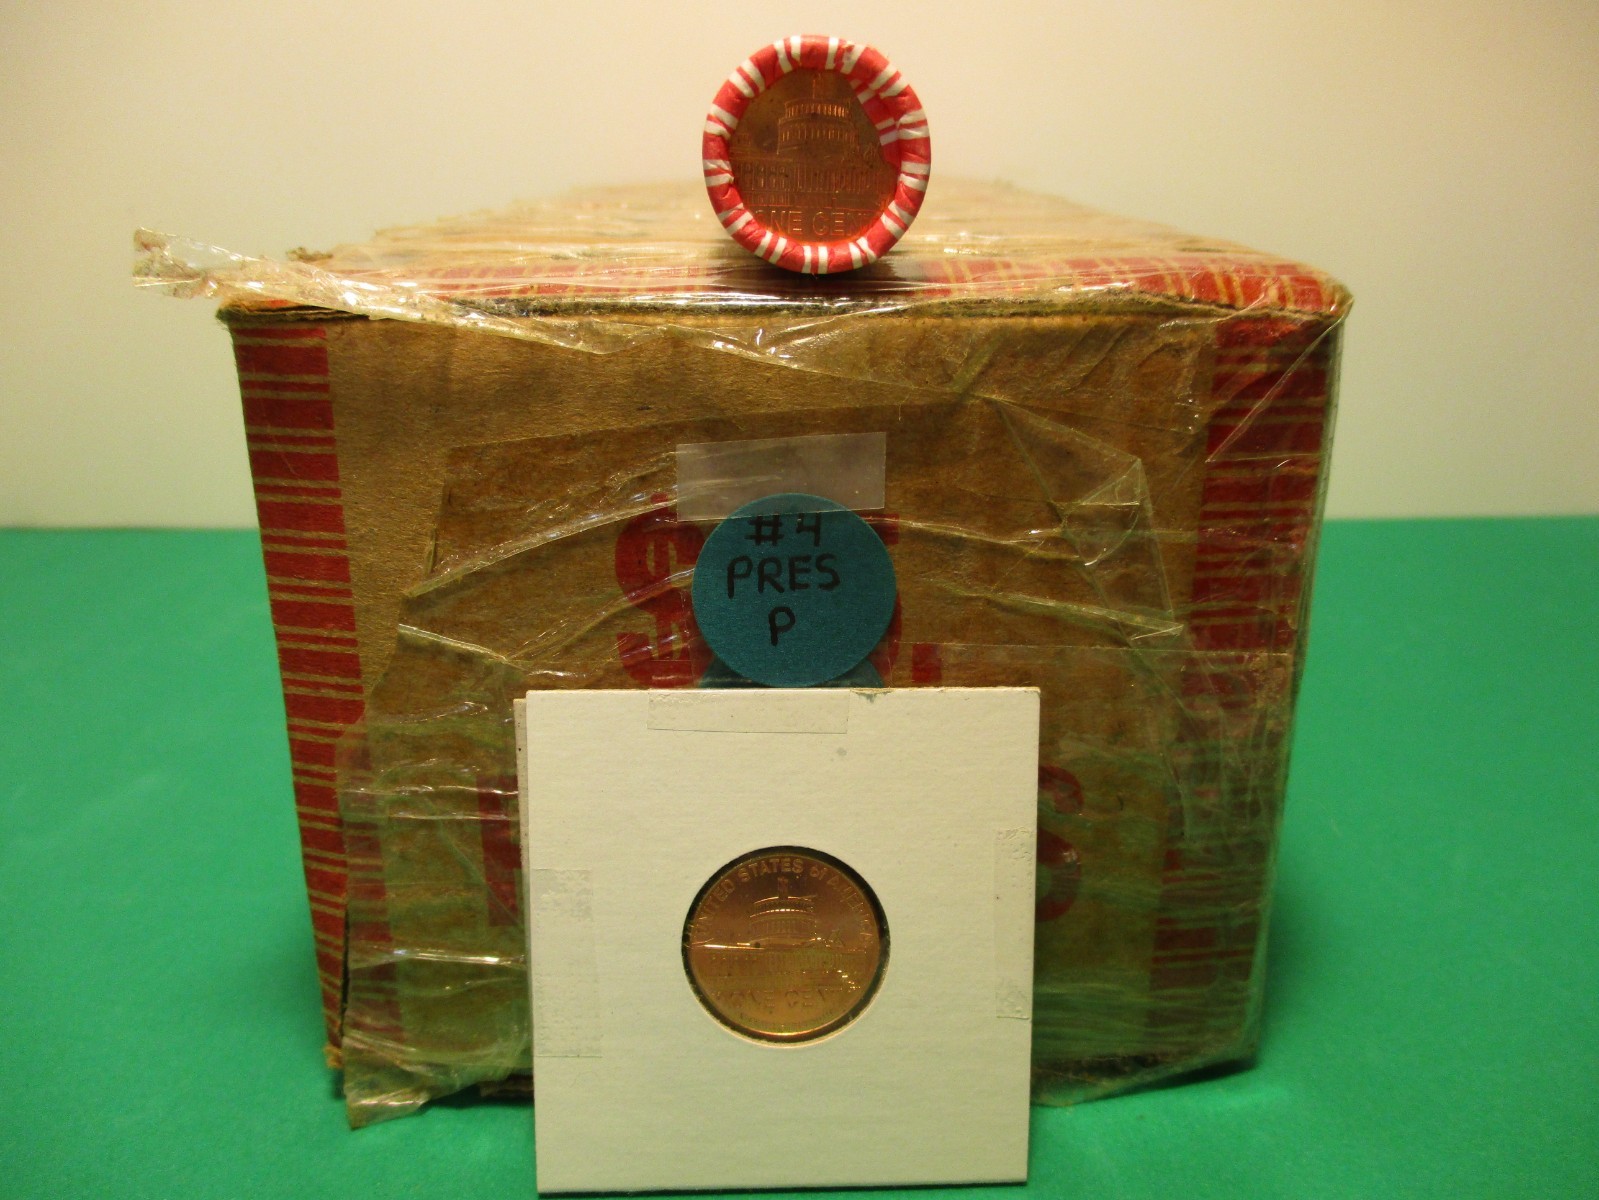 ONE CENT
$
#4
PRES
P
UNITED STATES OF AMERICA
ONE CENT